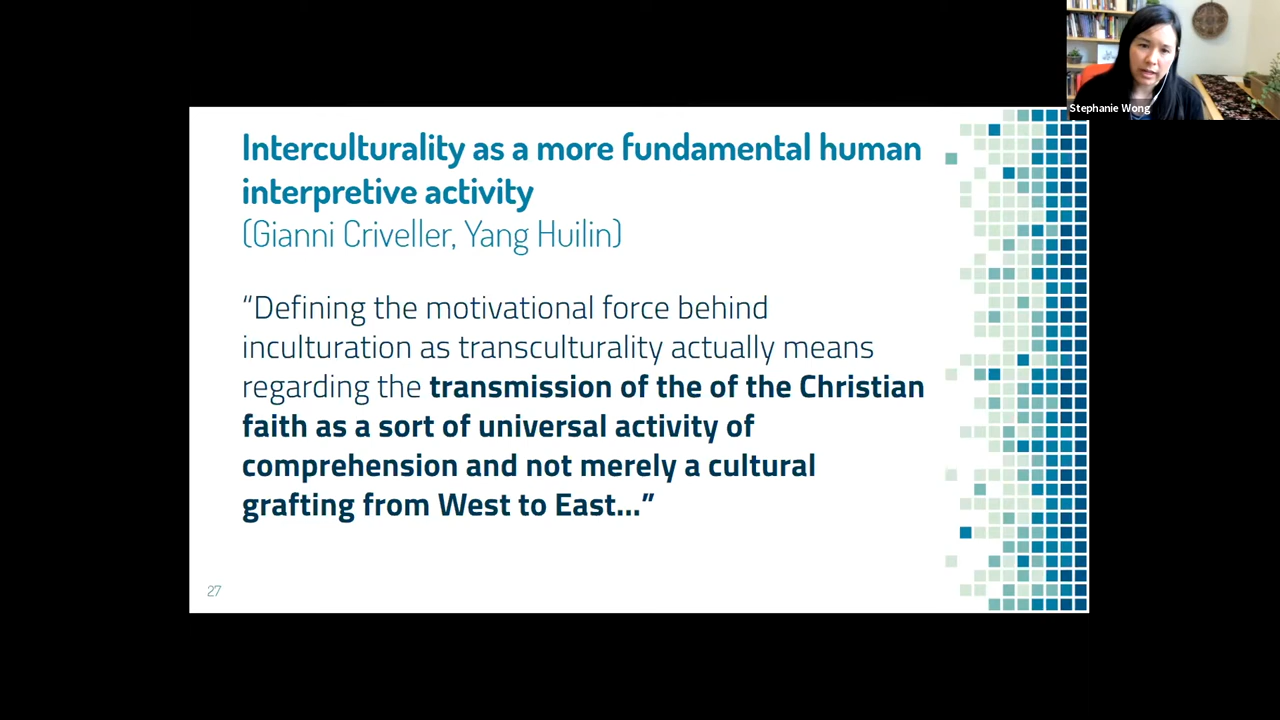 Stephanie Wong
Interculturality as a more fundamental human
interpretive activity
(Gianni Criveller, Yang Huilin)
“Defining the motivational force behind
inculturation as transculturality actually means
regarding the transmission of the of the Christian
faith as a sort of universal activity of
comprehension and not merely a cultural
grafting from West to East...”
27